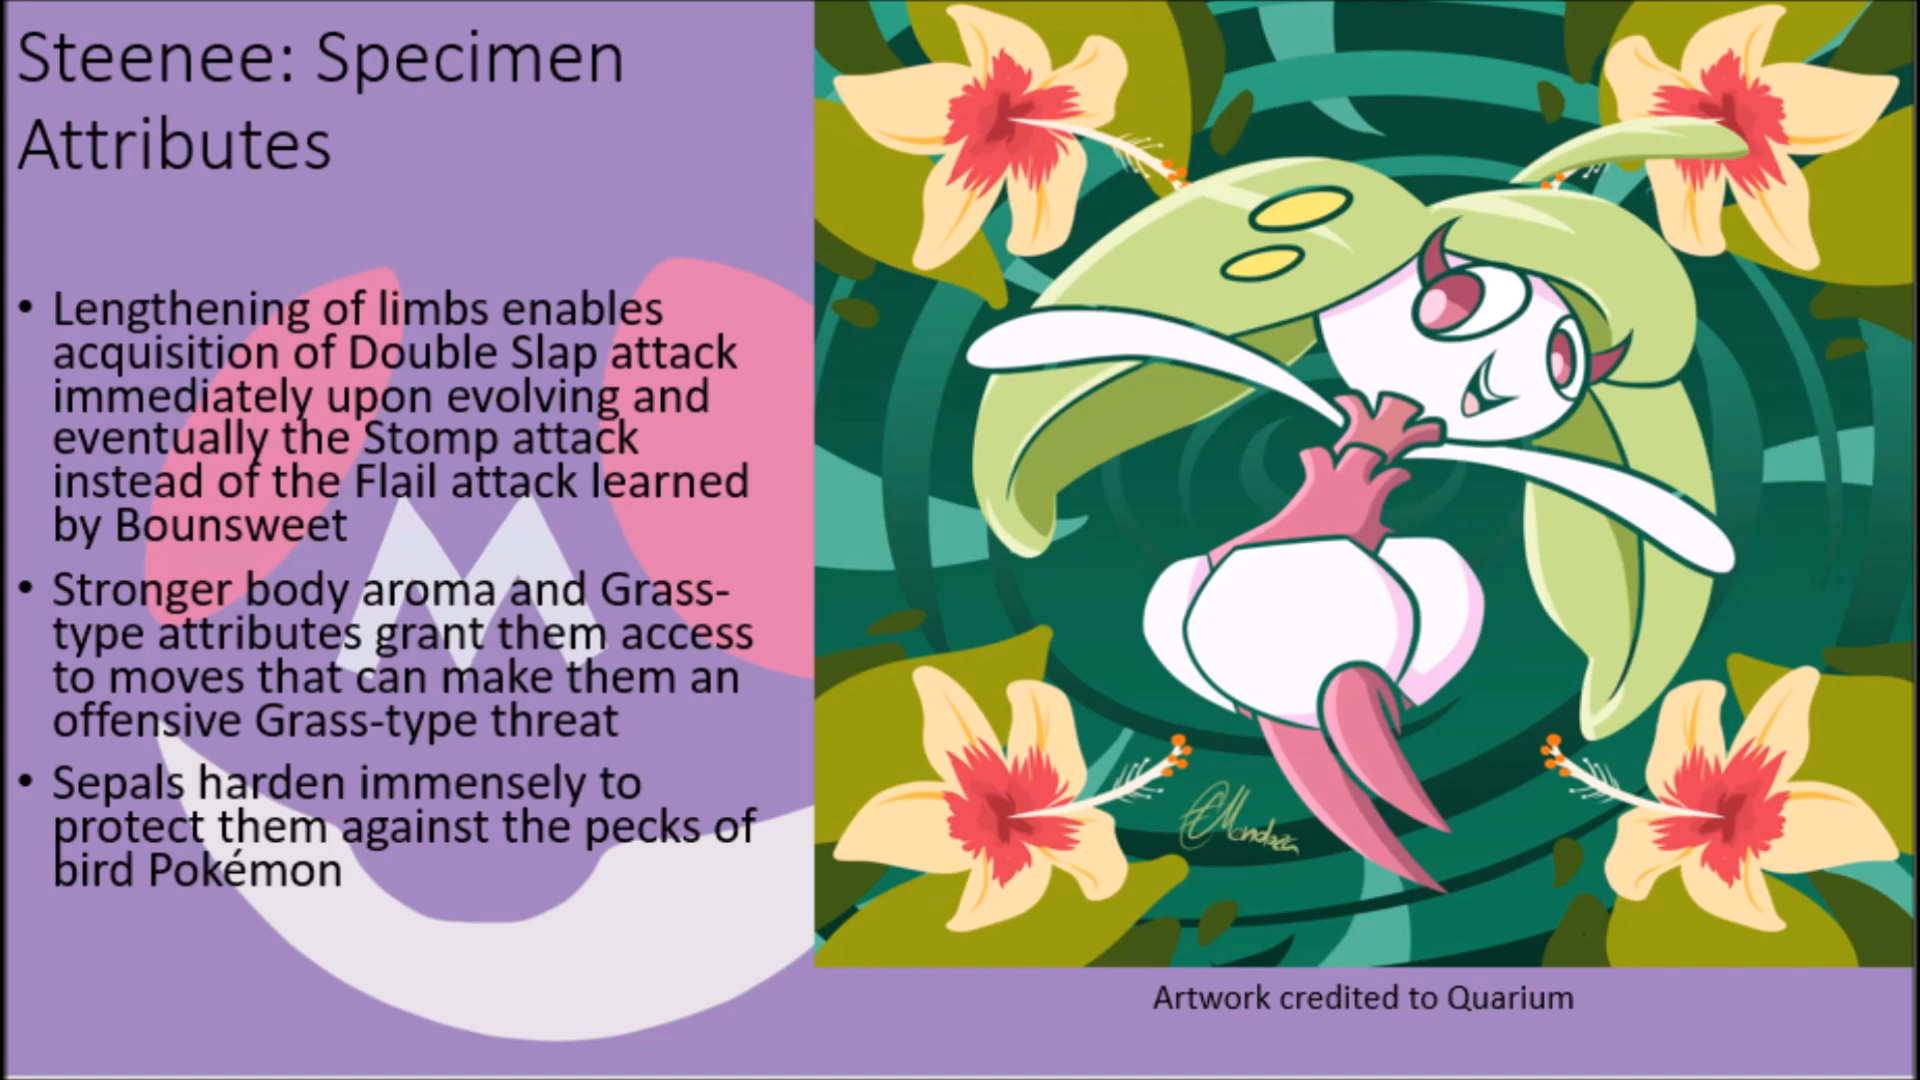 Steenee: Specimen
Attributes
• Lengthening of limbs enables
acquisition of Double Slap attack
immediately upon evolving and
eventually the Stomp attack
instead of the Flail attack learned
by Bounsweet
• Stronger body aroma and Grass-
type attributes grant them access
to moves that can make them an
offensive Grass-type threat
• Sepals harden immensely to
protect them against the pecks of
bird Pokémon
M
Artwork credited to Quarium